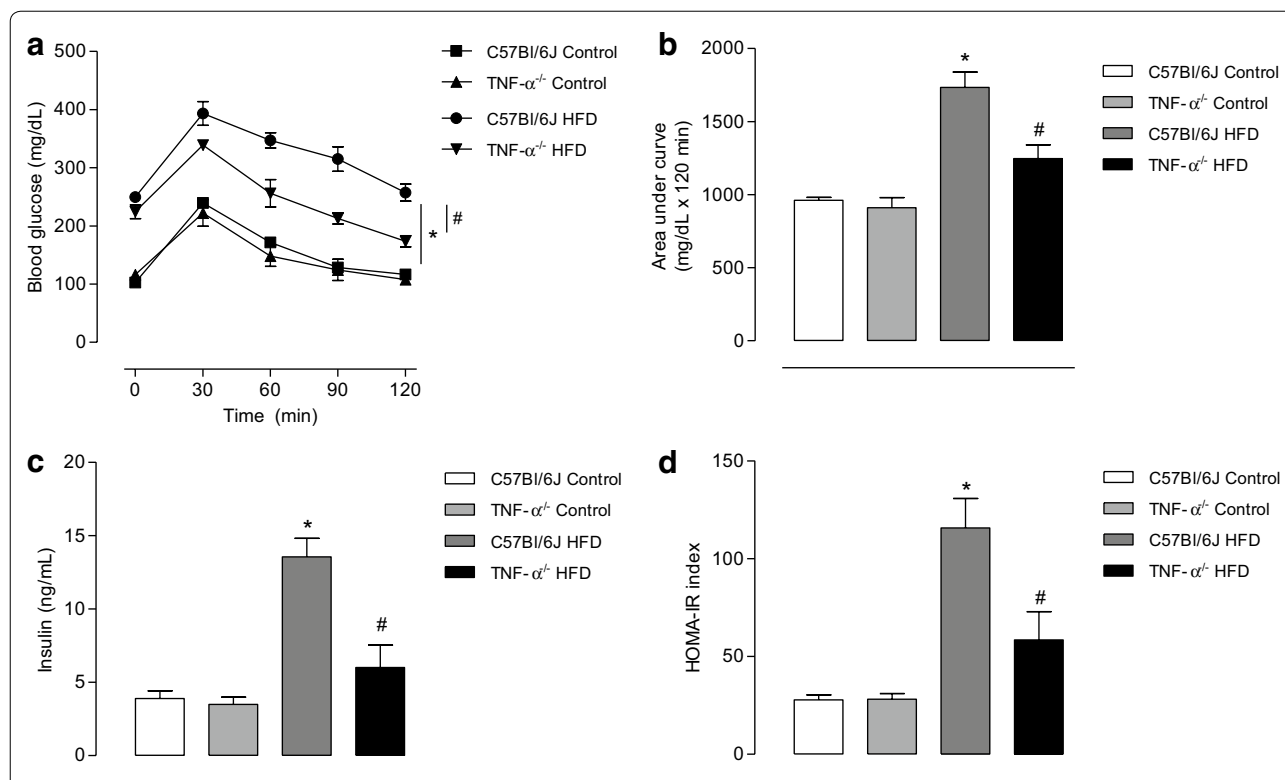 a
500
400
300
200
100
0
Blood glucose (mg/dL)
0 30 60 90 120
Time (min)
C57Bl/6J Control
TNF-α-/- Control
C57Bl/6J HFD
TNF-α-/- HFD
*
#
b
2000
1500
1000
500
0
Area under curve
(mg/dL x 120 min)
*
#
C57Bl/6J Control
TNF-α-/- Control
C57Bl/6J HFD
TNF-α-/- HFD
c
20
15
10
5
0
Insulin (ng/mL)
*
#
C57Bl/6J Control
TNF-α-/- Control
C57Bl/6J HFD
TNF-α-/- HFD
d
150
100
50
0
HOMA-IR index
*
#
C57Bl/6J Control
TNF-α-/- Control
C57Bl/6J HFD
TNF-α-/- HFD